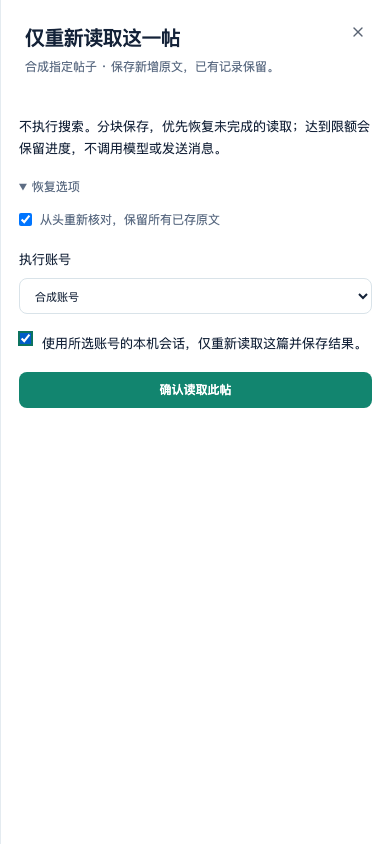 仅重新读取这一帖
合成指定帖子 · 保存新增原文，已有记录保留。
不执行搜索。分块保存，优先恢复未完成的读取；达到限额会
保留进度，不调用模型或发送消息。
▼ 恢复选项
从头重新核对，保留所有已存原文
执行账号
合成账号
使用所选账号的本机会话，仅重新读取这篇并保存结果。
确认读取此帖